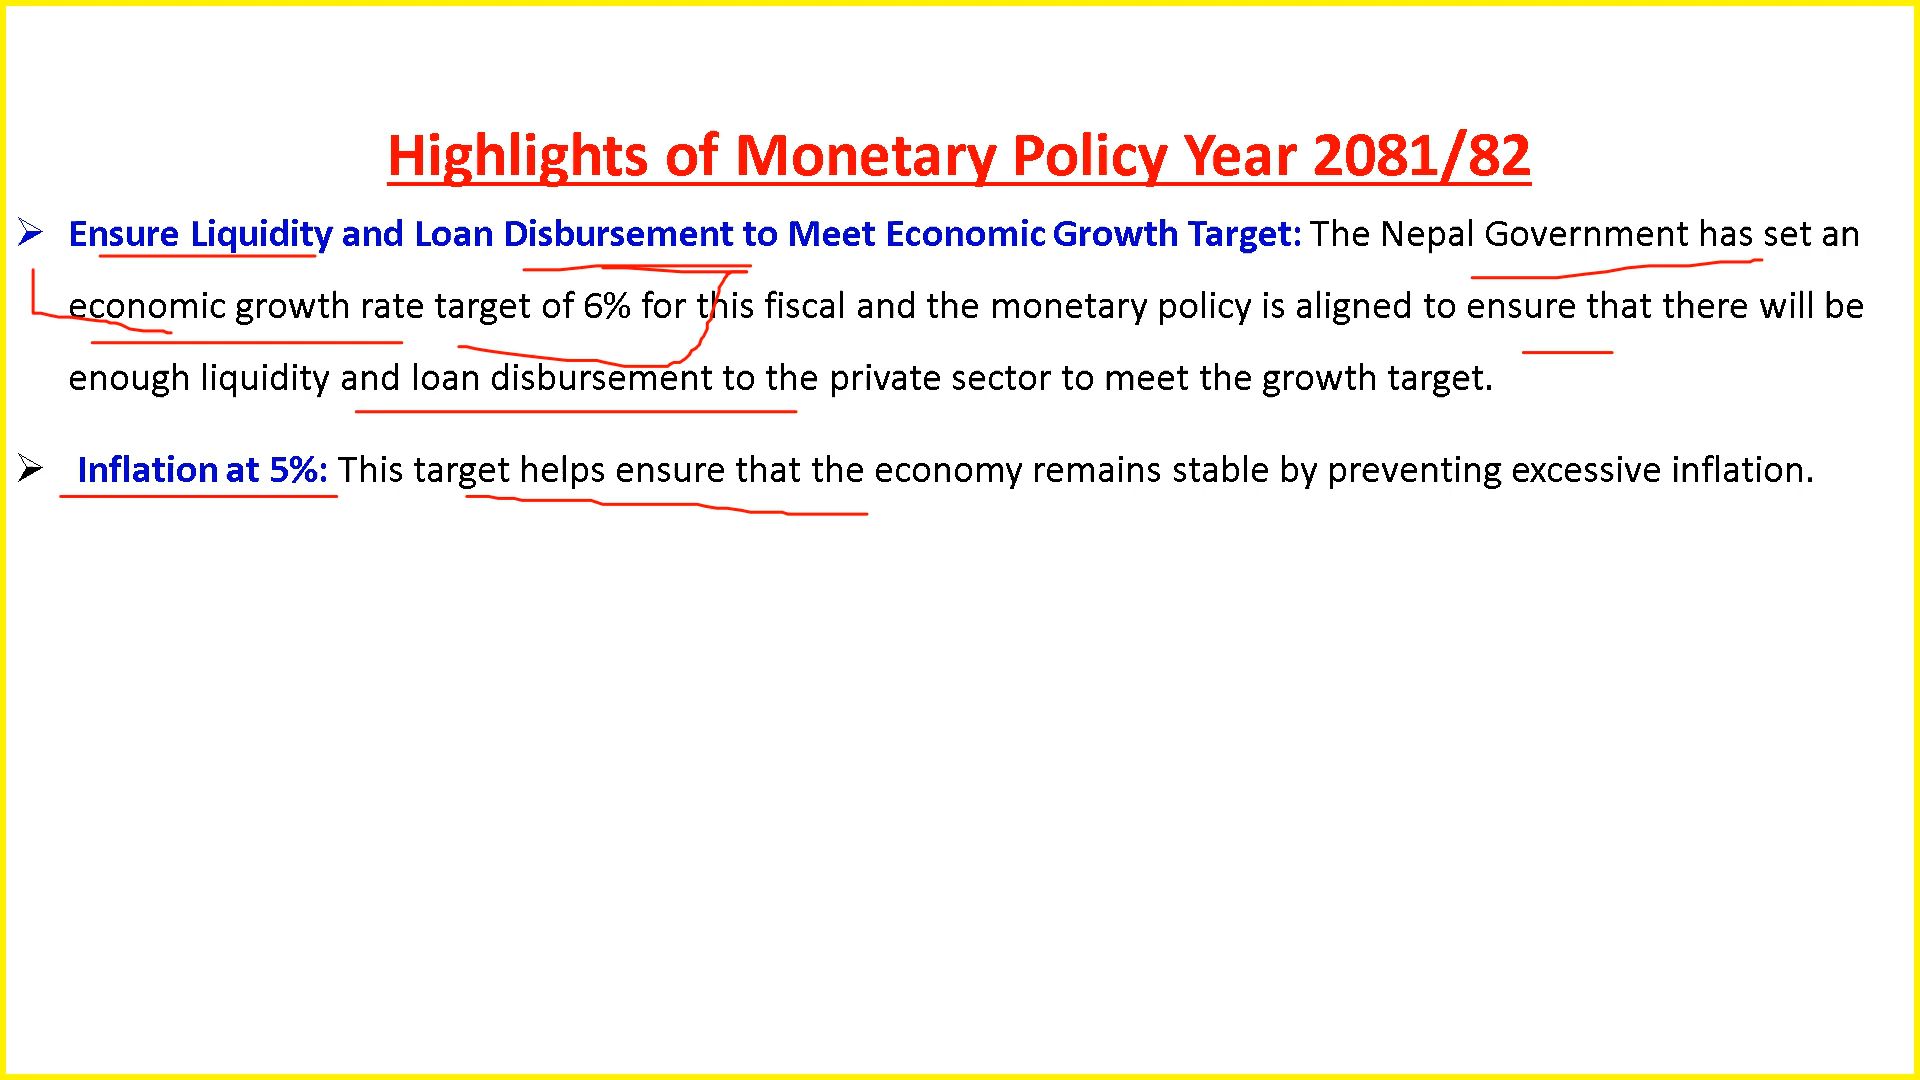 Highlights of Monetary Policy Year 2081/82
➢ Ensure Liquidity and Loan Disbursement to Meet Economic Growth Target: The Nepal Government has set an
economic growth rate target of 6% for this fiscal and the monetary policy is aligned to ensure that there will be
enough liquidity and loan disbursement to the private sector to meet the growth target.
➢ Inflation at 5%: This target helps ensure that the economy remains stable by preventing excessive inflation.